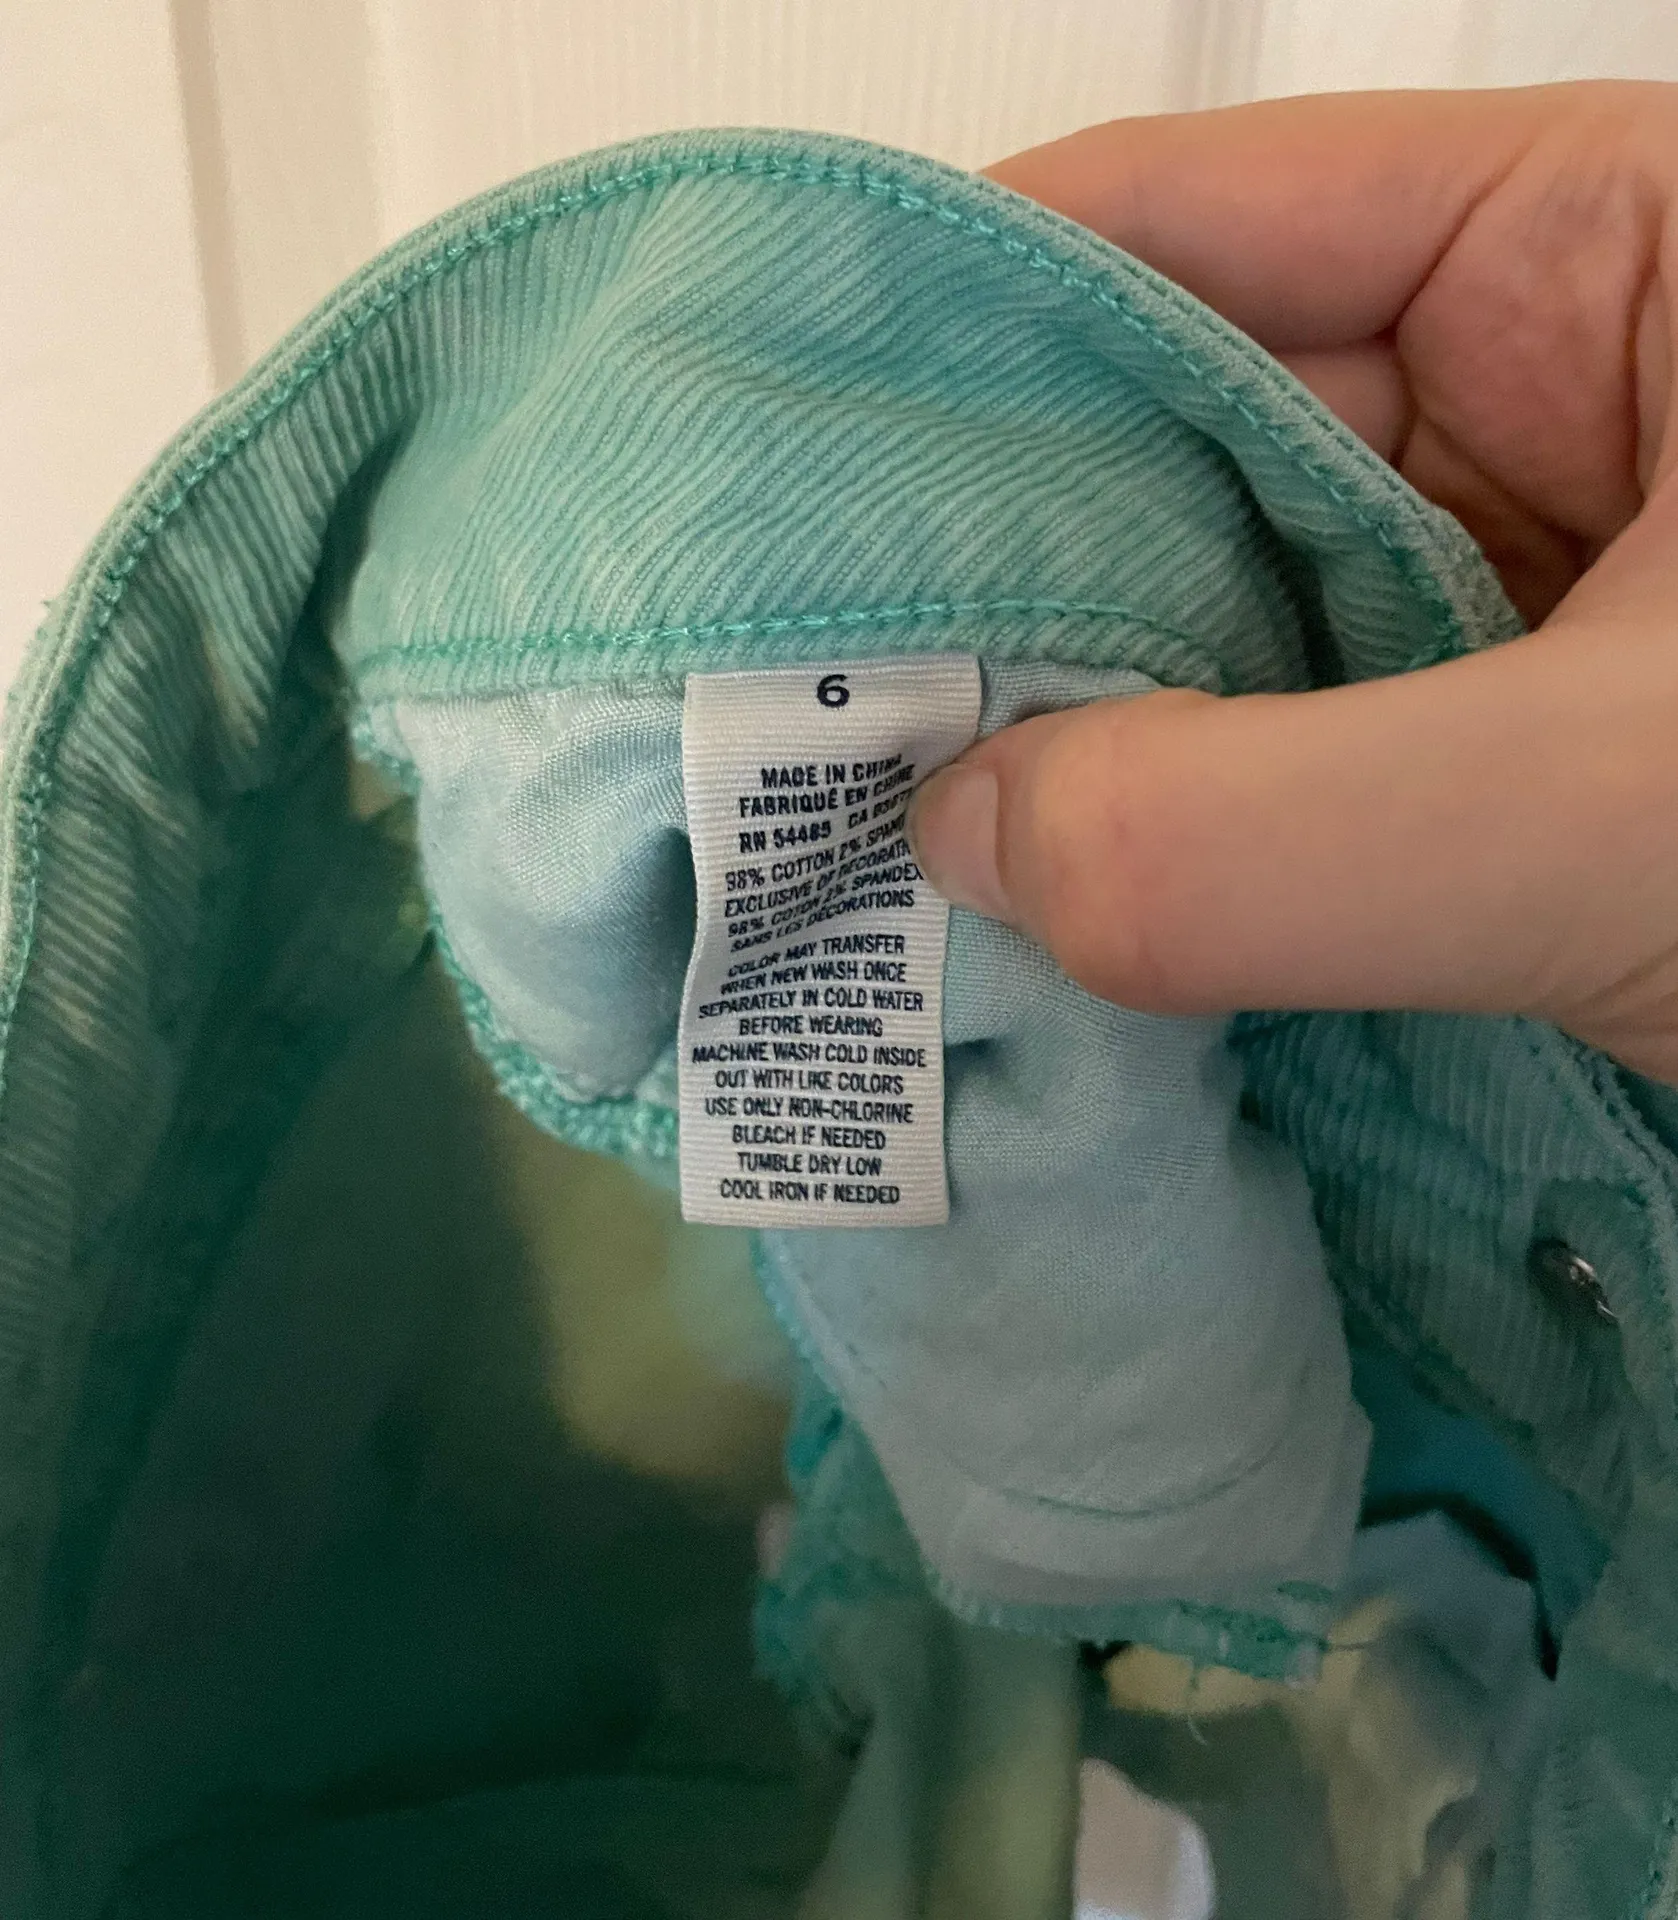 6
MADE IN CHINA
FABRIQUÉ EN CHINE
RN 54485 CA
98% COTTON 2%
EXCLUSIVE OF
98% COTON 2% SPANDEX
SANS LES DÉCORATIONS
COLOR MAY TRANSFER
WHEN NEW WASH ONCE
SEPARATELY IN COLD WATER
BEFORE WEARING
MACHINE WASH COLD INSIDE
OUT WITH LIKE COLORS
USE ONLY NON-CHLORINE
BLEACH IF NEEDED
TUMBLE DRY LOW
COOL IRON IF NEEDED